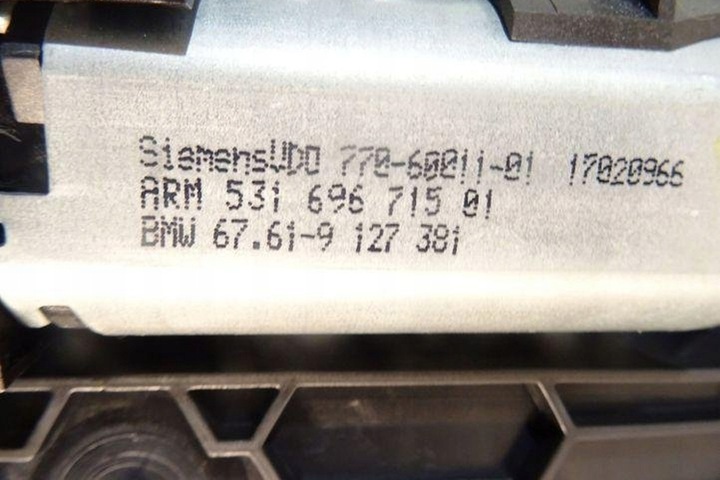 SiemensVDO 770-60011-01 17020966
ARM 531 696 715 01
BMW 67.61-9 127 381